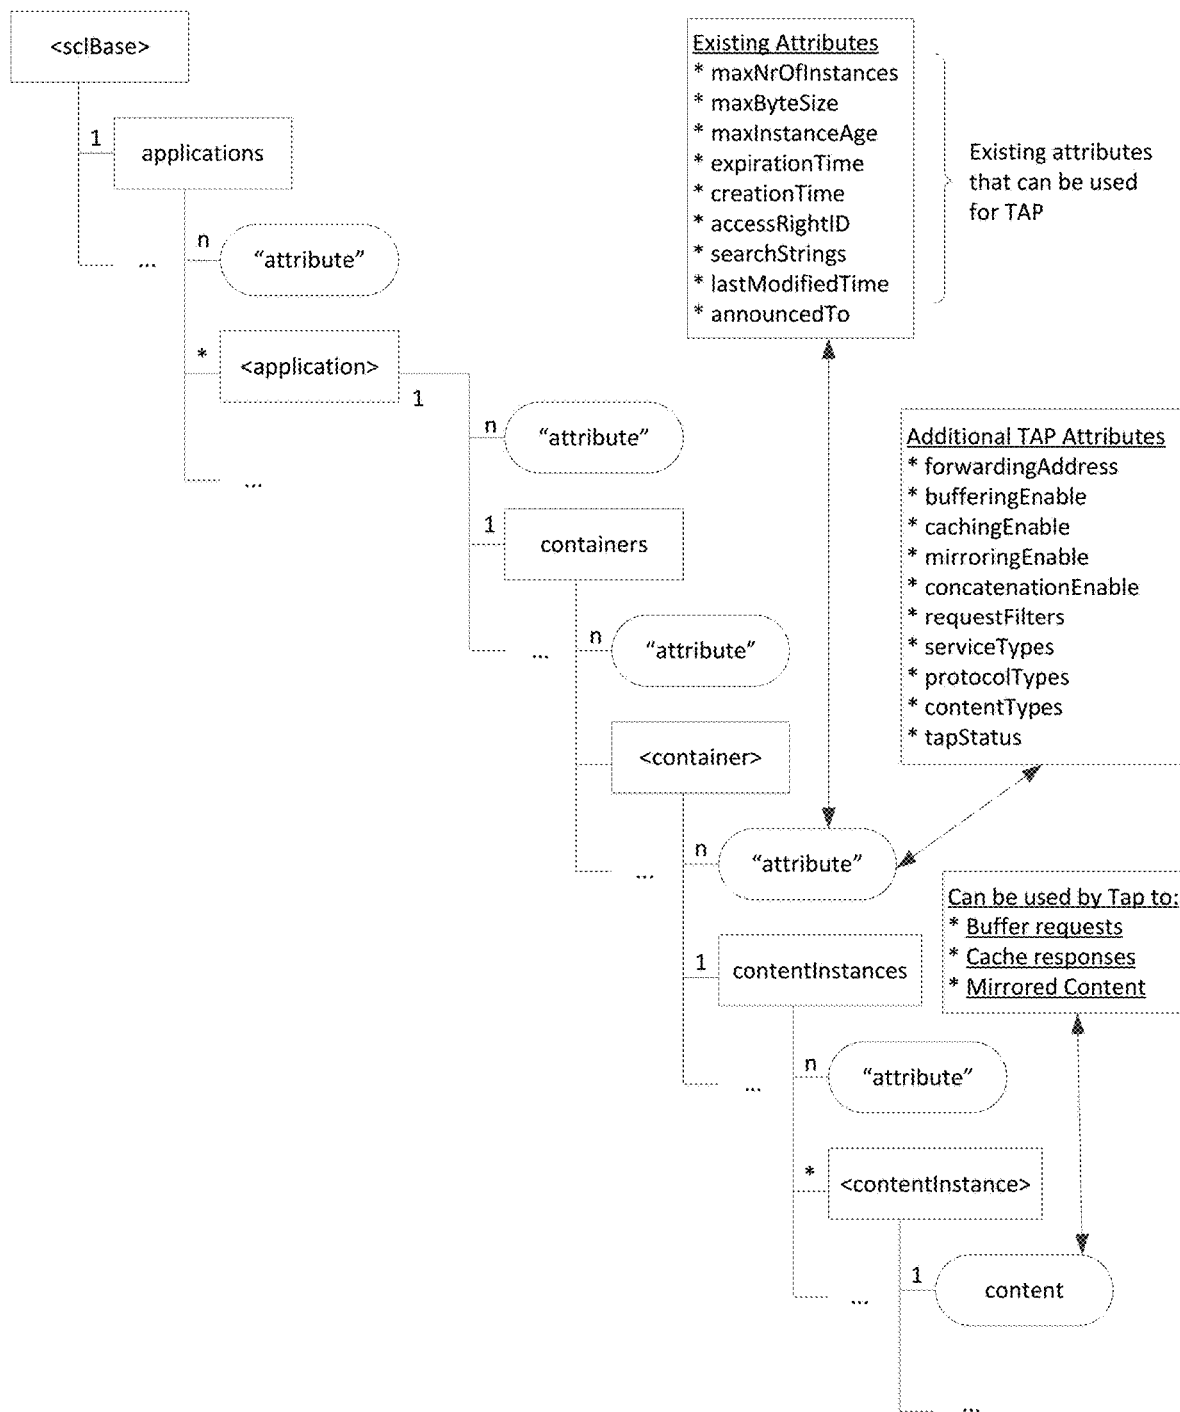 <sclBase>
1
applications
...
n
"attribute"
*
<application>
1
...
n
"attribute"
1
containers
...
n
"attribute"
<container>
...
n
"attribute"
1
contentInstances
...
n
"attribute"
*
<contentInstance>
...
1
content
...
Existing Attributes
* maxNrOfInstances
* maxByteSize
* maxInstanceAge
* expirationTime
* creationTime
* accessRightID
* searchStrings
* lastModifiedTime
* announcedTo
Existing attributes
that can be used
for TAP
Additional TAP Attributes
* forwardingAddress
* bufferingEnable
* cachingEnable
* mirroringEnable
* concatenationEnable
* requestFilters
* serviceTypes
* protocolTypes
* contentTypes
* tapStatus
Can be used by Tap to:
* Buffer requests
* Cache responses
* Mirrored Content